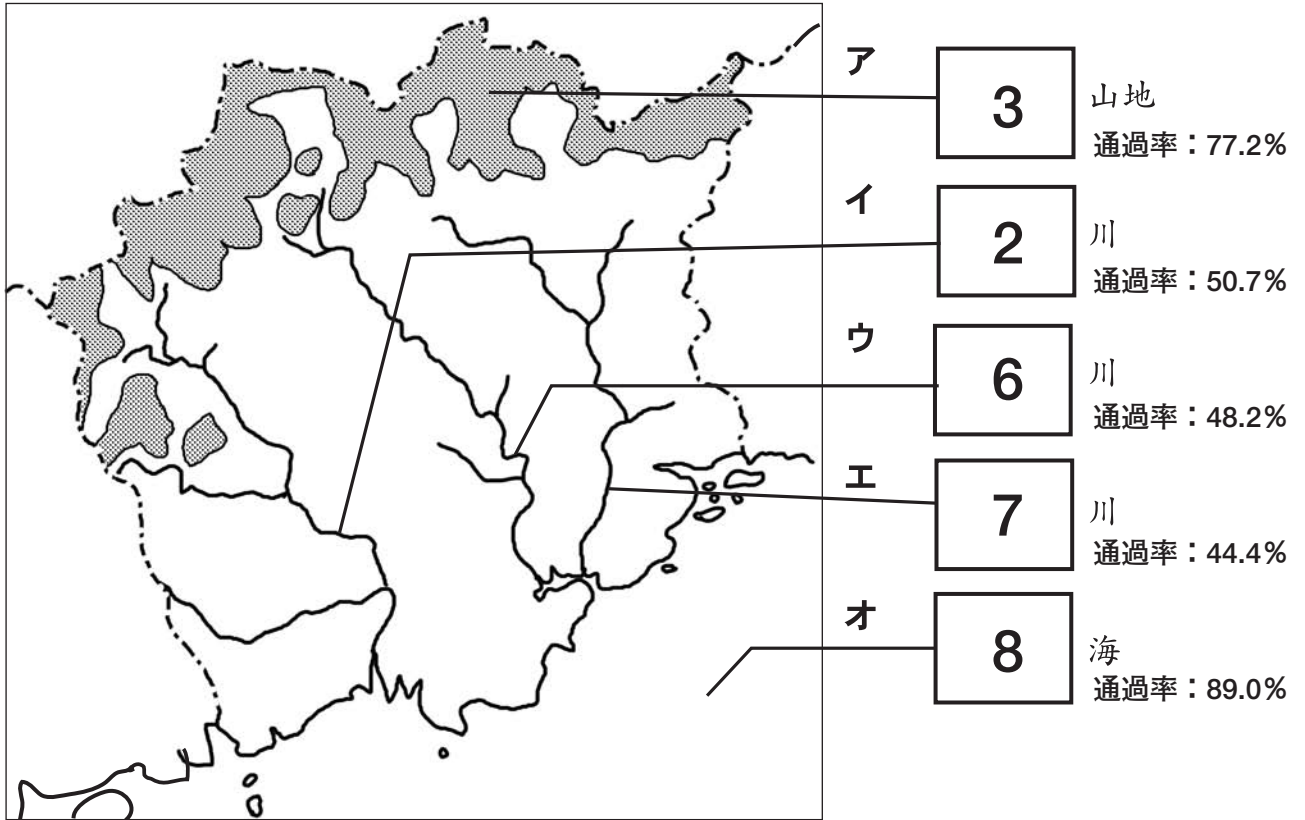 ア
3
山地
通過率：77.2%
イ
2
川
通過率：50.7%
ウ
6
川
通過率：48.2%
エ
7
川
通過率：44.4%
オ
8
海
通過率：89.0%